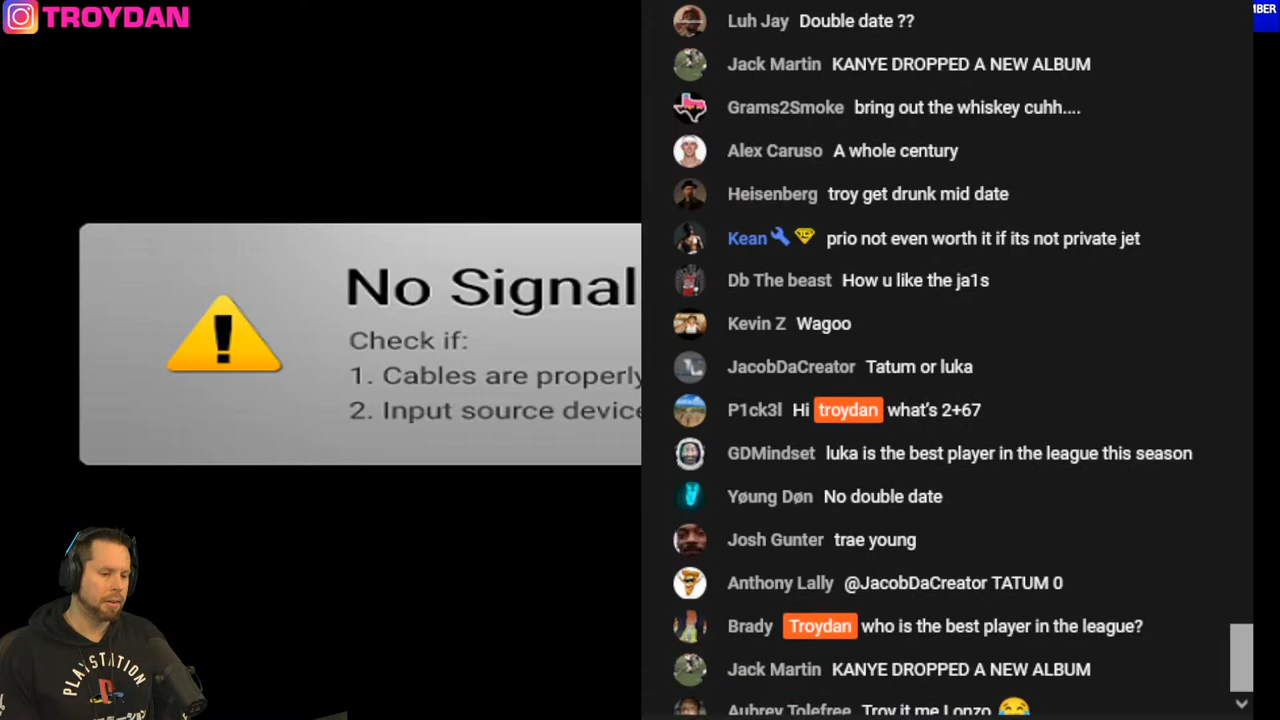 TROYDAN
BER
No Signal
Check if:
1. Cables are properly
2. Input source device
PLAYSTATION
Luh Jay Double date ??
Jack Martin KANYE DROPPED A NEW ALBUM
Grams2Smoke bring out the whiskey cuhh....
Alex Caruso A whole century
Heisenberg troy get drunk mid date
Kean prio not even worth it if its not private jet
Db The beast How u like the ja1s
Kevin Z Wagoo
JacobDaCreator Tatum or luka
P1ck3l Hi troydan what's 2+67
GDMindset luka is the best player in the league this season
Yøung Døn No double date
Josh Gunter trae young
Anthony Lally @JacobDaCreator TATUM 0
Brady Troydan who is the best player in the league?
Jack Martin KANYE DROPPED A NEW ALBUM
Aubrey Tolefree Troy it me Lonzo 😂